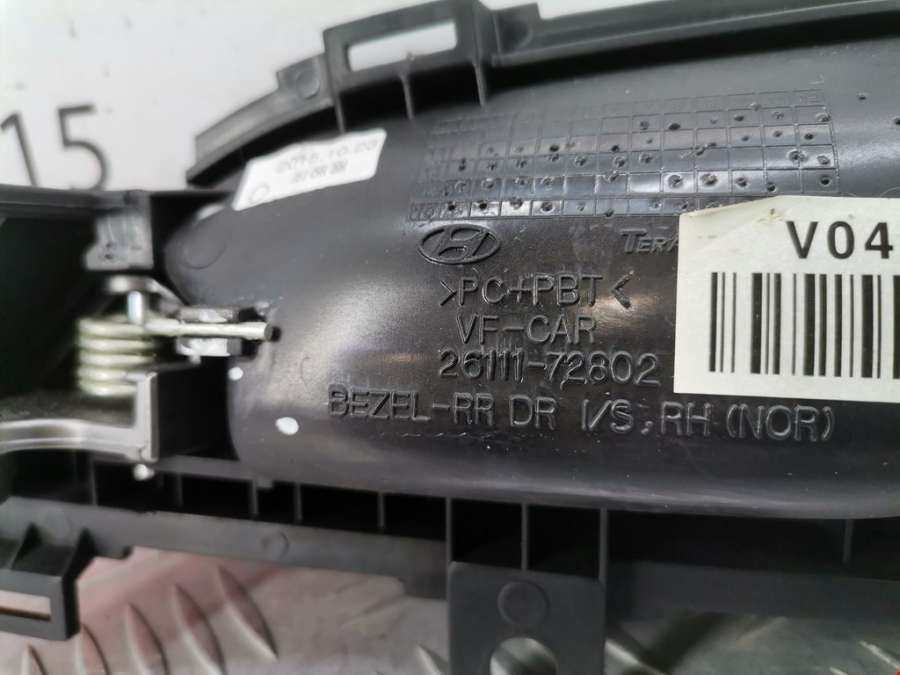 15
V04
TERA
>PC+PBT<
VF-CAR
26111-72802
BEZEL-RR DR I/S, RH (NOR)